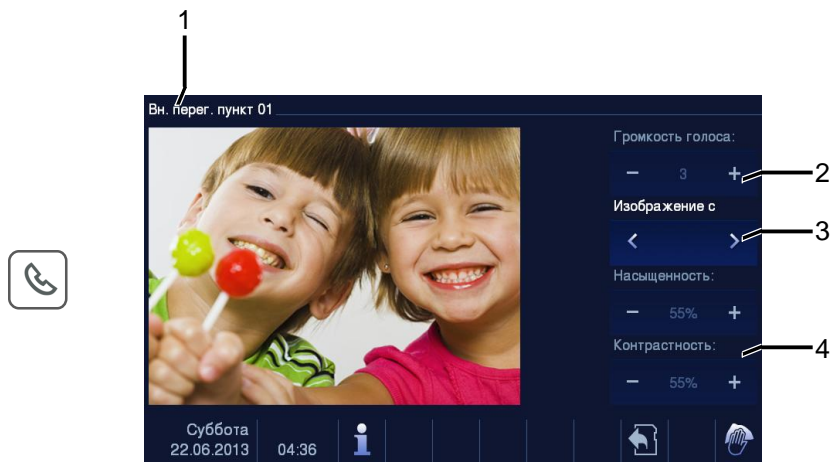 1
Вн. перег. пункт 01
Громкость голоса:
− 3 +
2
Изображение с
< >
3
Насыщенность:
− 55% +
Контрастность:
4
− 55% +
Суббота
22.06.2013 04:36
i